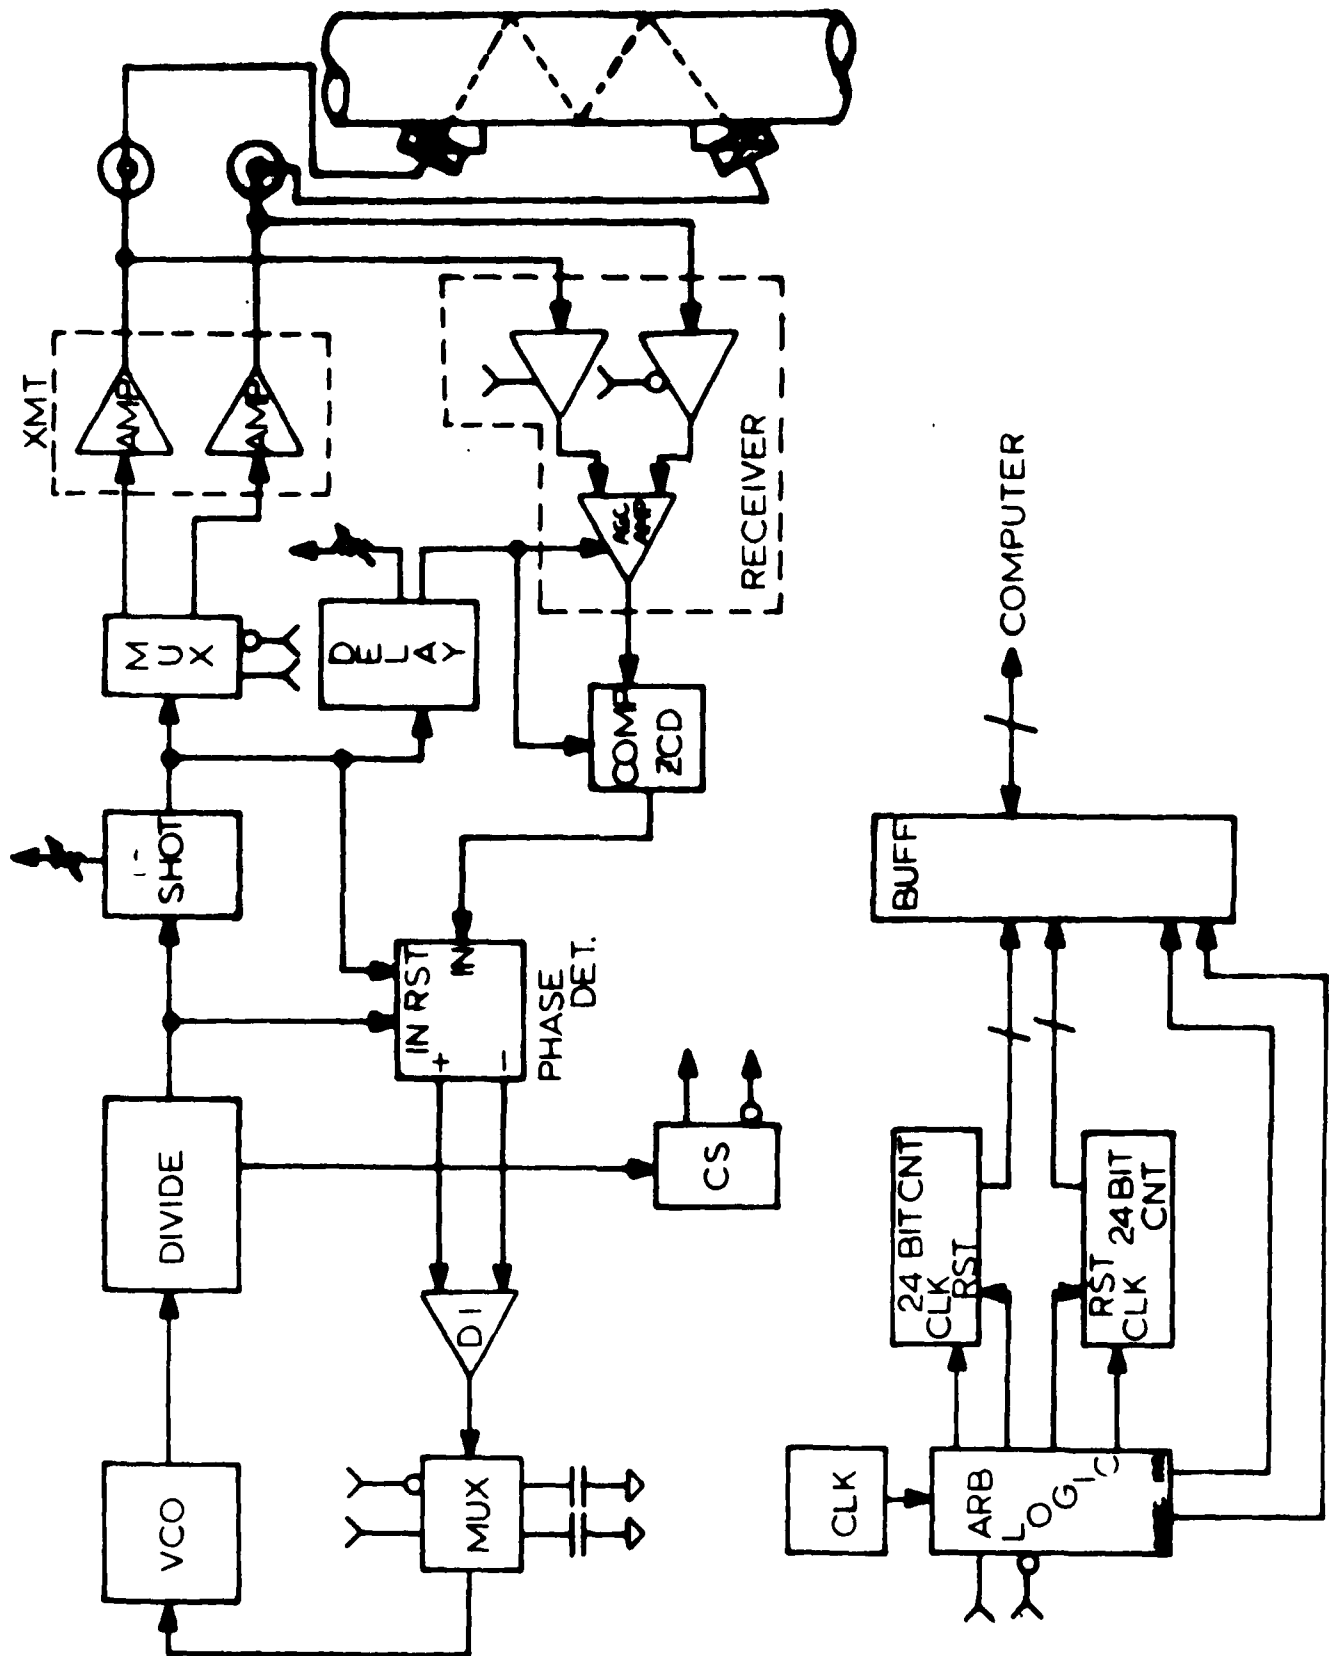 XMT
AMP
AMP
MUX
DELAY
AGC
AMP
RECEIVER
1-
SHOT
COMP
ZCD
DIVIDE
IN RST
IN
+
-
PHASE
DET.
CS
DI
VCO
MUX
COMPUTER
BUFF
24 BIT CNT
CLK
RST
RST
CLK
24 BIT
CNT
CLK
ARB
LOGIC